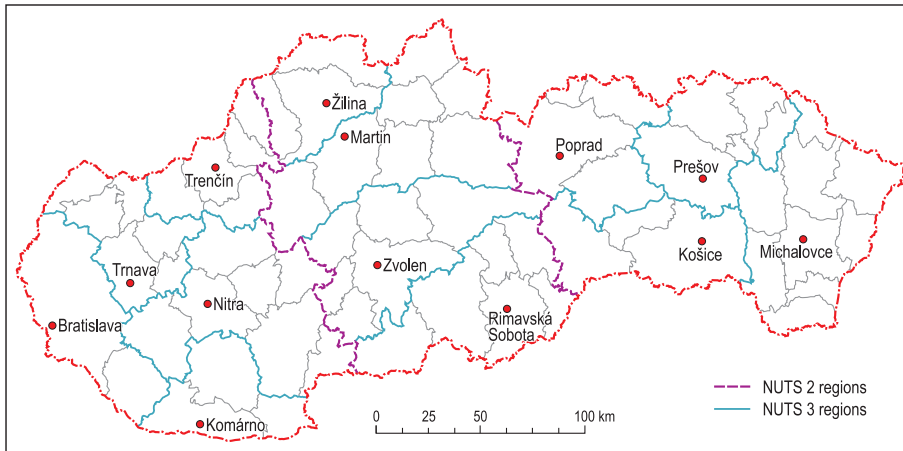 Žilina
Martin
Poprad
Trenčín
Prešov
Košice
Michalovce
Zvolen
Trnava
Nitra
Rimavská
Sobota
Bratislava
Komárno
0 25 50 100 km
NUTS 2 regions
NUTS 3 regions